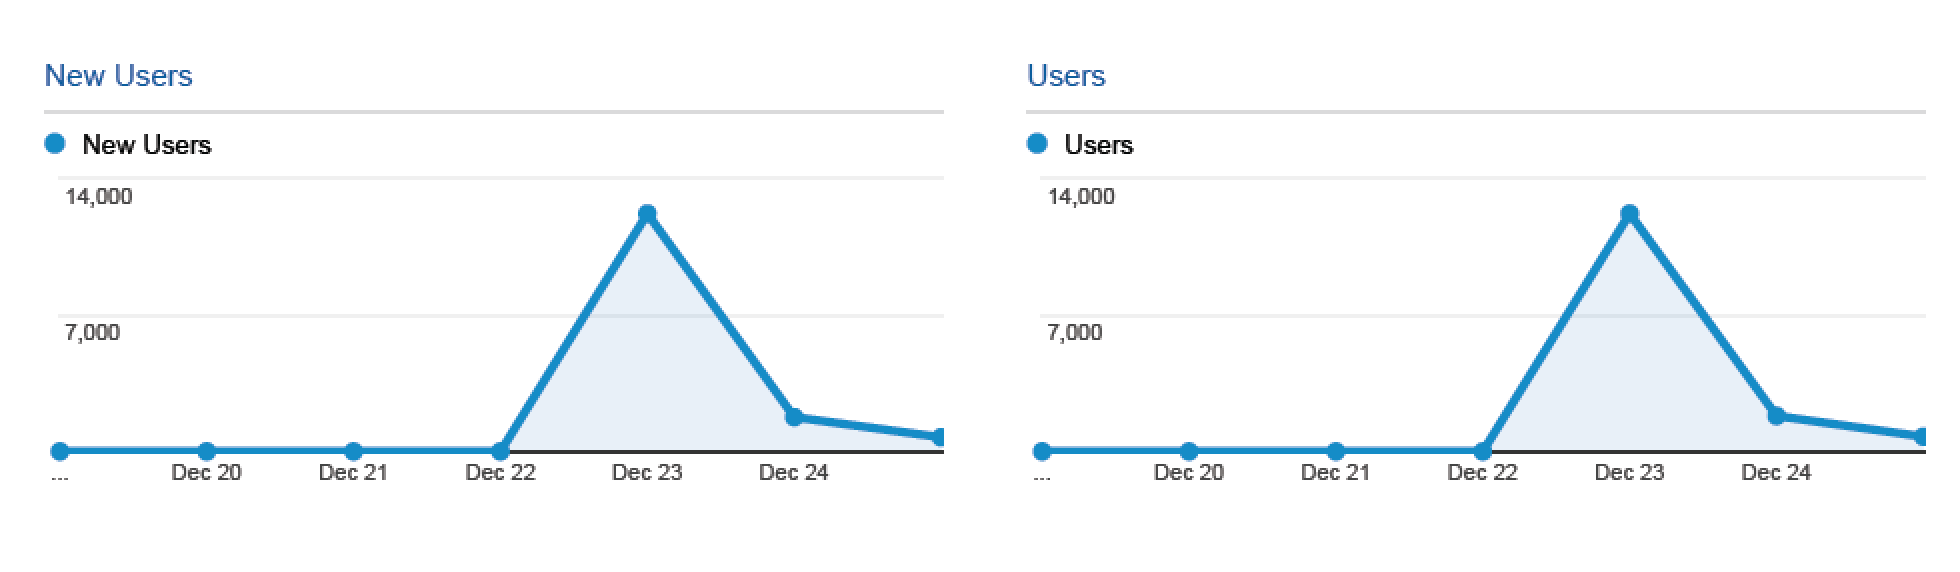 New Users
New Users
14,000
7,000
... Dec 20 Dec 21 Dec 22 Dec 23 Dec 24
Users
Users
14,000
7,000
... Dec 20 Dec 21 Dec 22 Dec 23 Dec 24